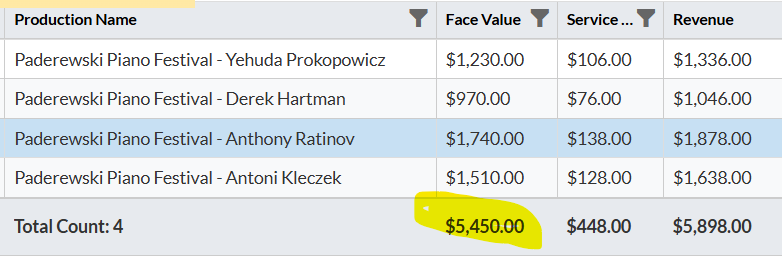 Production Name Face Value Service ... Revenue
Paderewski Piano Festival - Yehuda Prokopowicz $1,230.00 $106.00 $1,336.00
Paderewski Piano Festival - Derek Hartman $970.00 $76.00 $1,046.00
Paderewski Piano Festival - Anthony Ratinov $1,740.00 $138.00 $1,878.00
Paderewski Piano Festival - Antoni Kleczek $1,510.00 $128.00 $1,638.00
Total Count: 4 $5,450.00 $448.00 $5,898.00